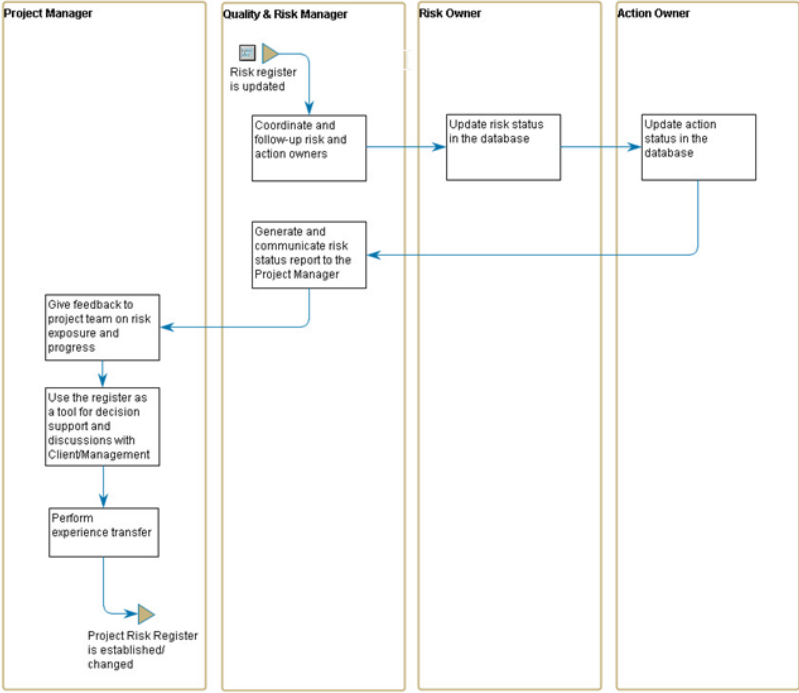 Project Manager
Quality & Risk Manager
Risk Owner
Action Owner
Risk register
is updated
Coordinate and
follow-up risk and
action owners
Update risk status
in the database
Update action
status in the
database
Generate and
communicate risk
status report to the
Project Manager
Give feedback to
project team on risk
exposure and
progress
Use the register as
a tool for decision
support and
discussions with
Client/Management
Perform
experience transfer
Project Risk Register
is established/
changed